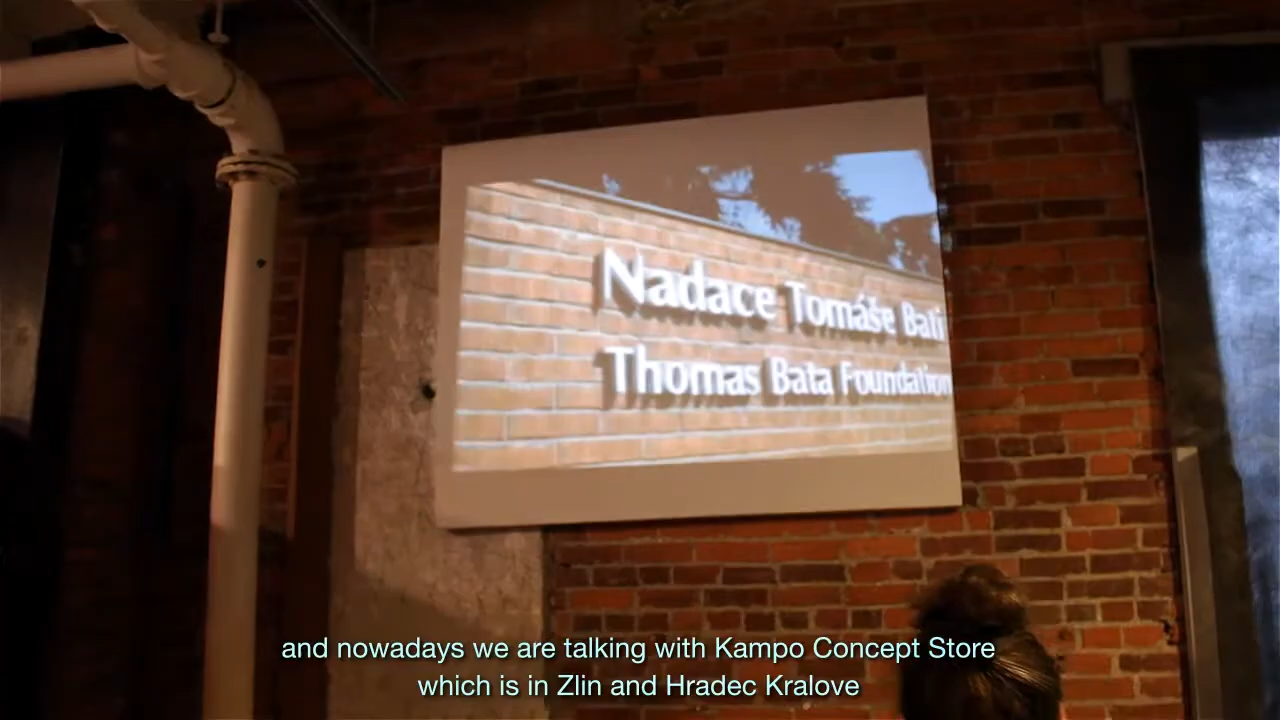 Nadace Tomáše Bati
Thomas Bata Foundation
and nowadays we are talking with Kampo Concept Store
which is in Zlin and Hradec Kralove